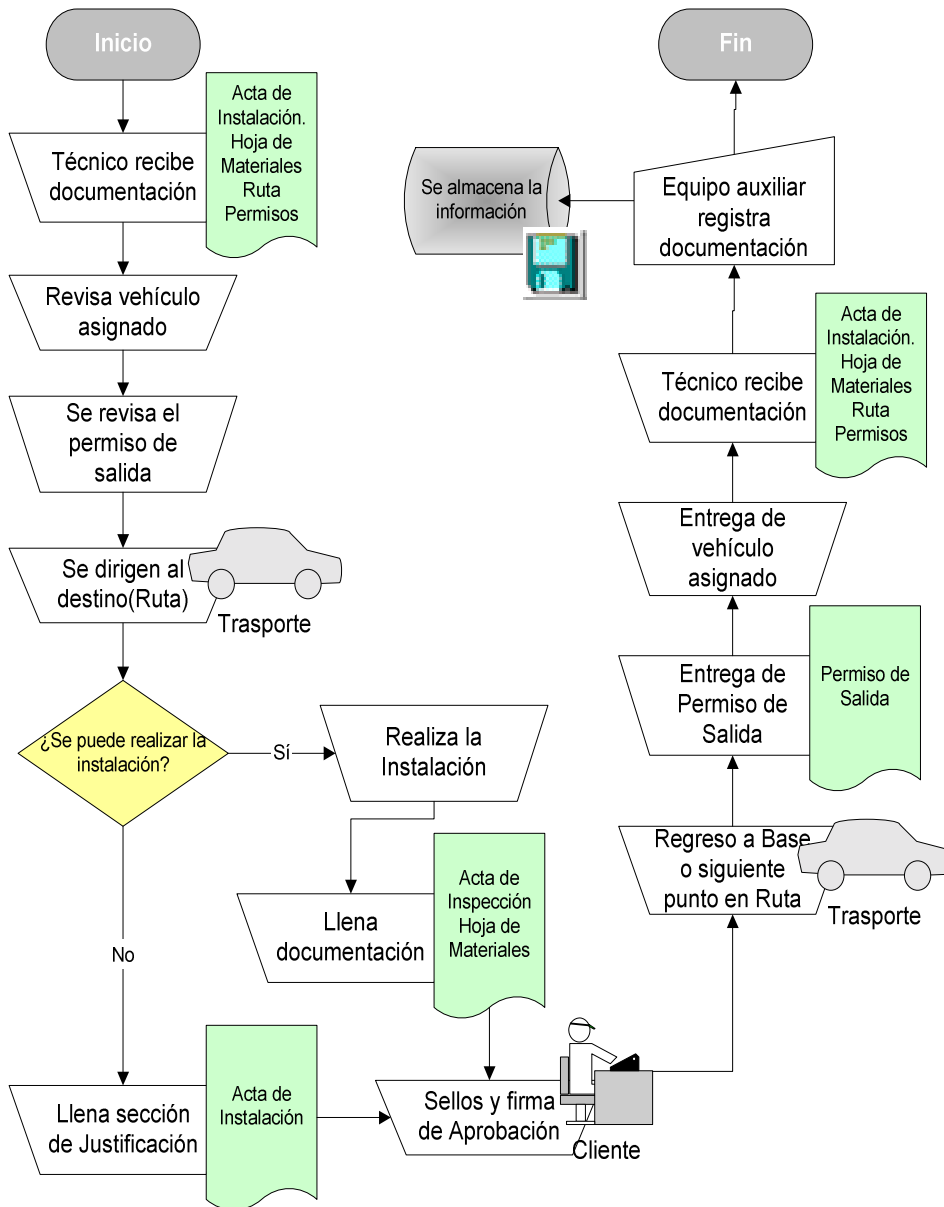 Inicio
Técnico recibe
documentación
Acta de
Instalación.
Hoja de
Materiales
Ruta
Permisos
Revisa vehículo
asignado
Se revisa el
permiso de
salida
Se dirigen al
destino(Ruta)
Trasporte
¿Se puede realizar la
instalación?
Sí
No
Realiza la
Instalación
Llena
documentación
Acta de
Inspección
Hoja de
Materiales
Llena sección
de Justificación
Acta de
Instalación
Sellos y firma
de Aprobación
Cliente
Regreso a Base
o siguiente
punto en Ruta
Trasporte
Entrega de
Permiso de
Salida
Permiso de
Salida
Entrega de
vehículo
asignado
Técnico recibe
documentación
Acta de
Instalación.
Hoja de
Materiales
Ruta
Permisos
Equipo auxiliar
registra
documentación
Se almacena la
información
Fin